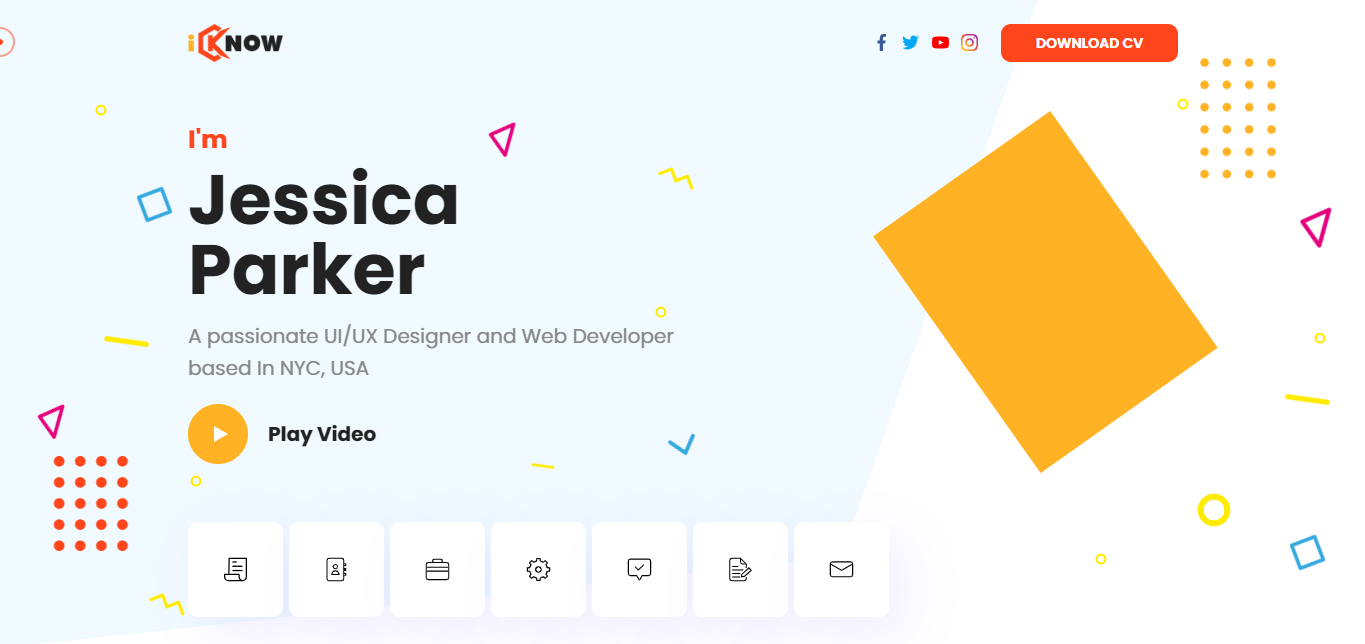 iKNOW
DOWNLOAD CV
I'm
Jessica
Parker
A passionate UI/UX Designer and Web Developer
based In NYC, USA
Play Video